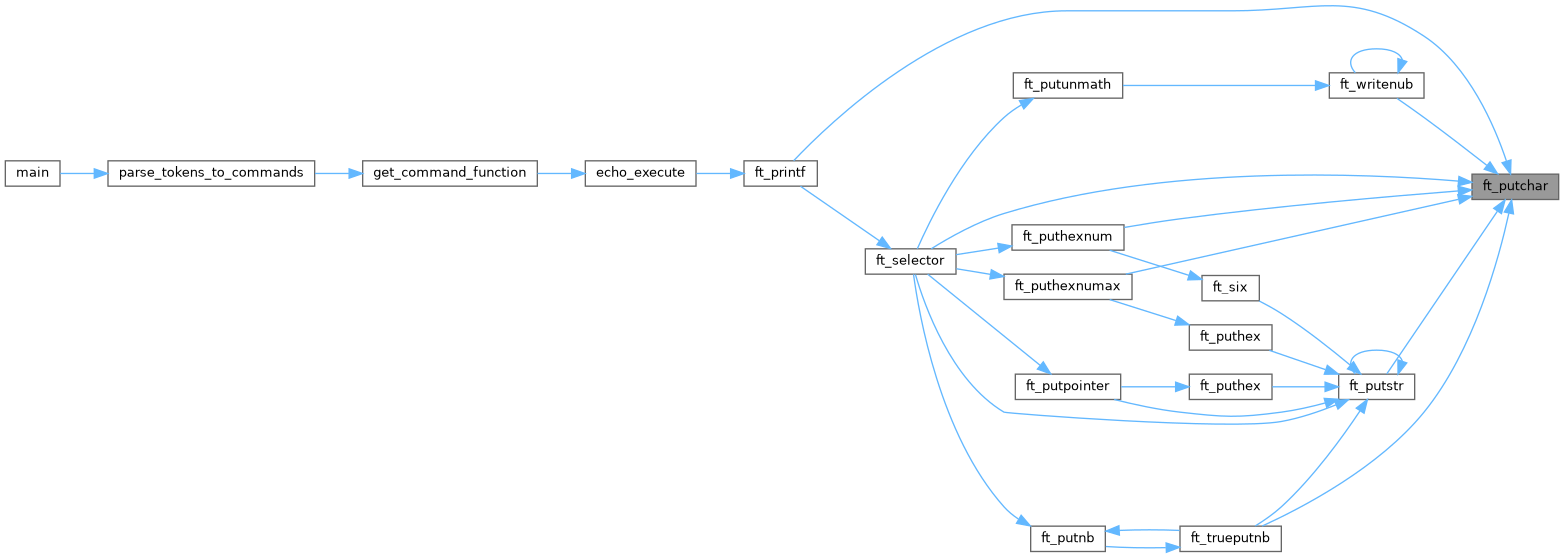 ft_putunmath
ft_writenub
main
parse_tokens_to_commands
get_command_function
echo_execute
ft_printf
ft_putchar
ft_puthexnum
ft_selector
ft_puthexnumax
ft_six
ft_puthex
ft_putpointer
ft_puthex
ft_putstr
ft_putnb
ft_trueputnb